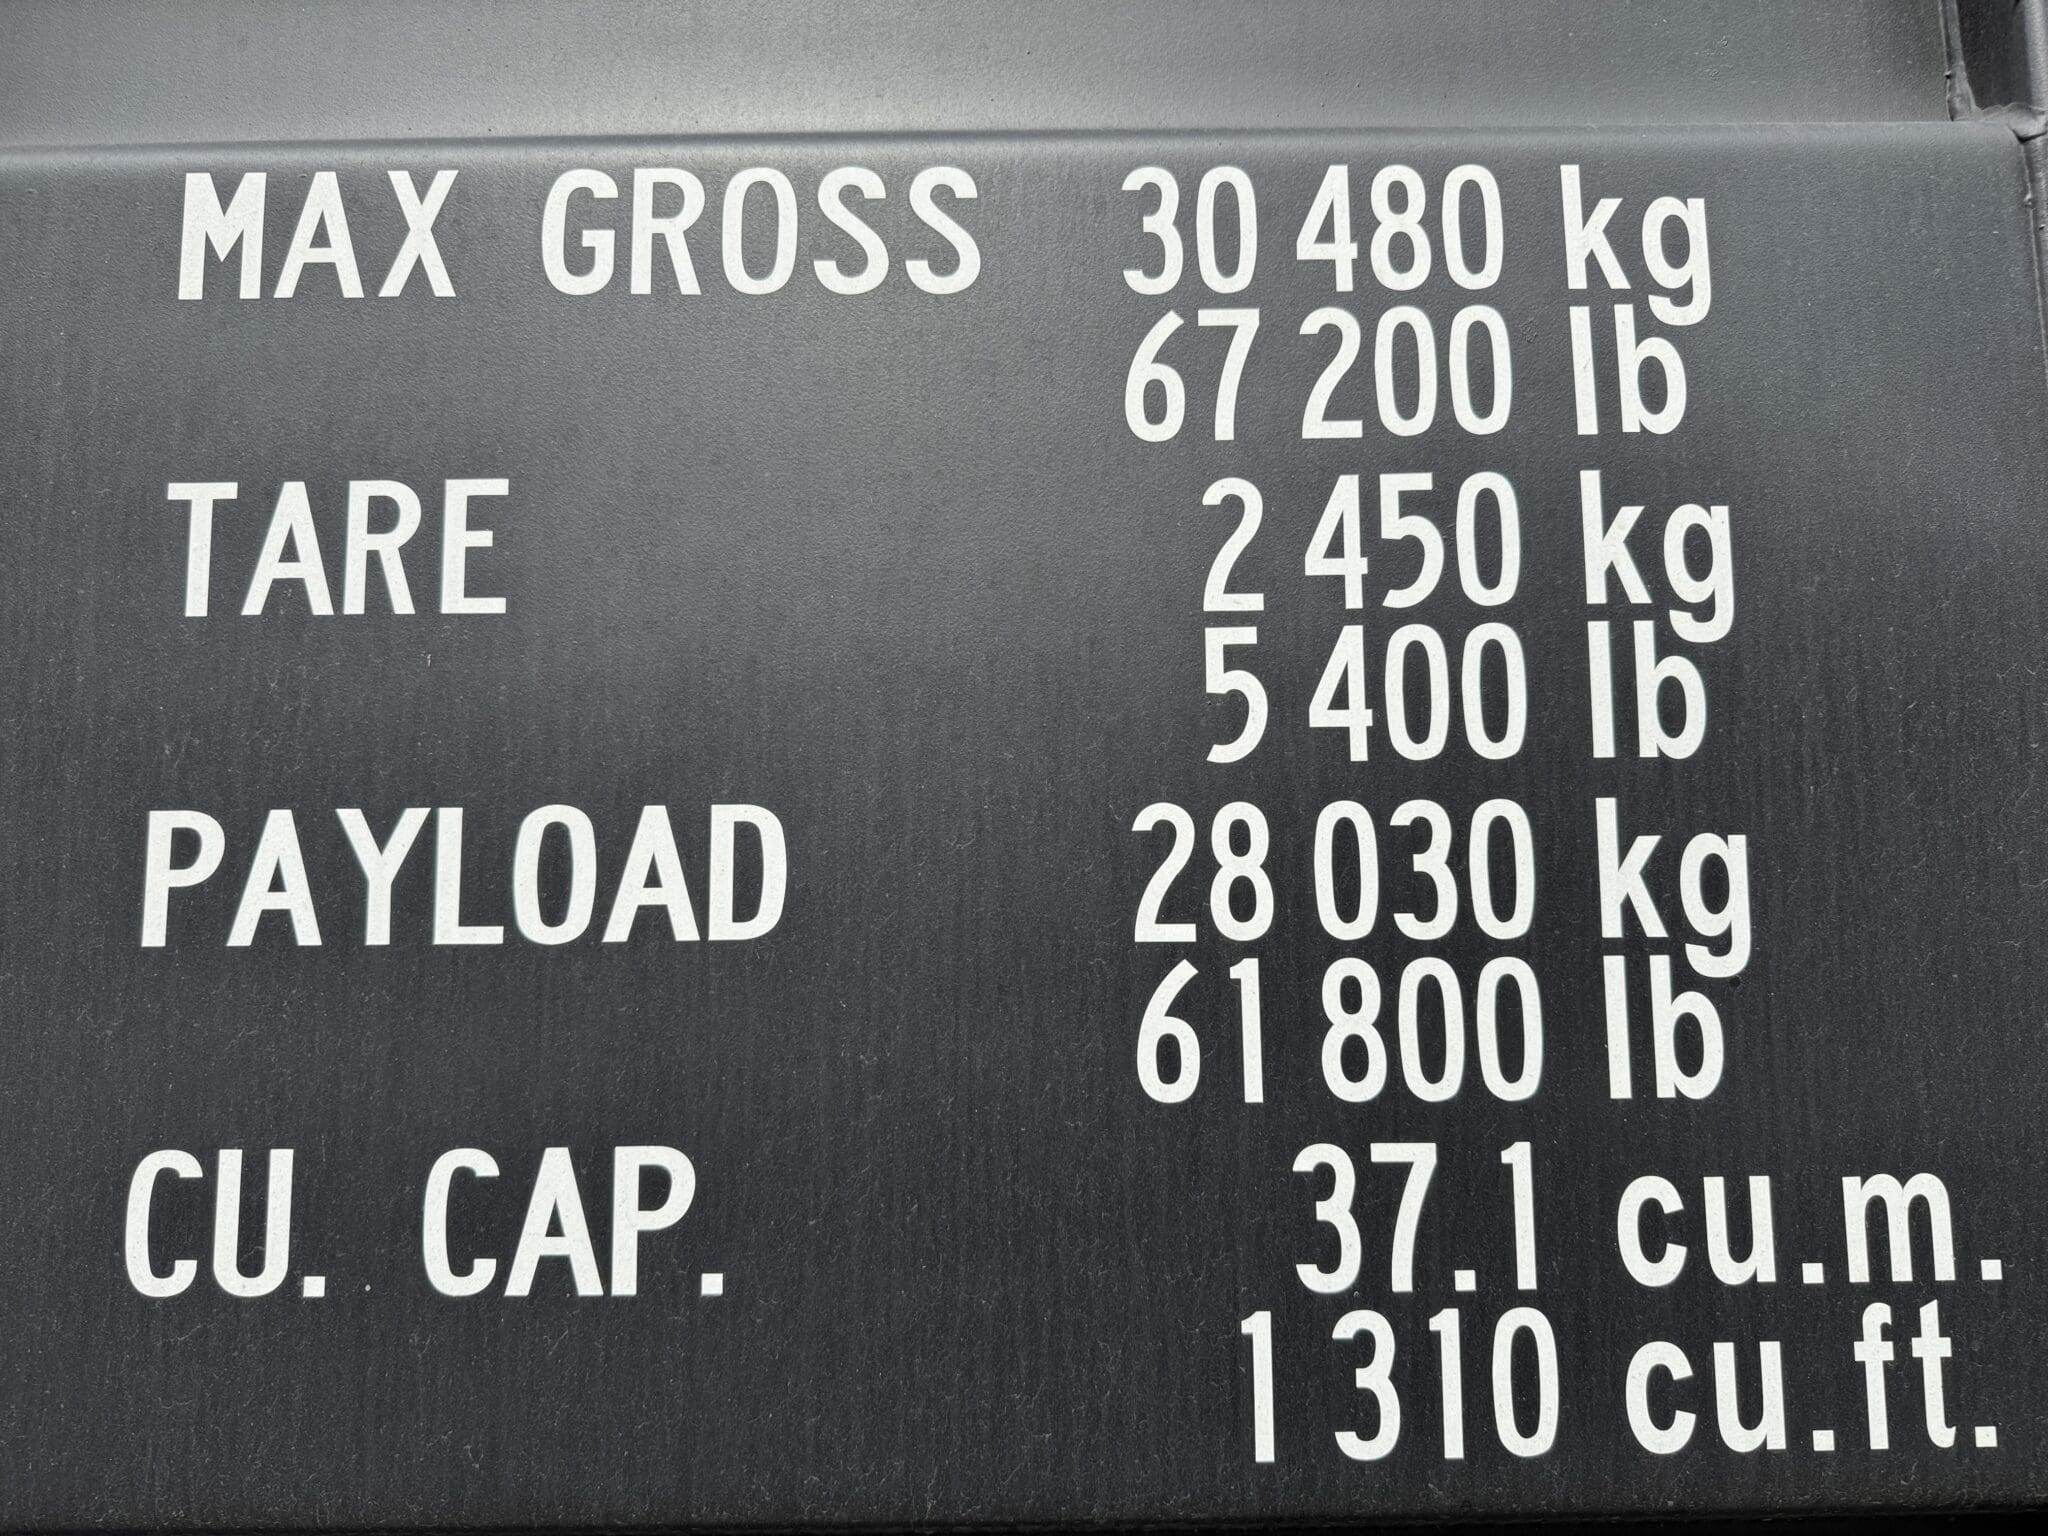 MAX GROSS 30 480 kg
67 200 lb
TARE 2 450 kg
5 400 lb
PAYLOAD 28 030 kg
61 800 lb
CU. CAP. 37.1 cu.m.
1 310 cu.ft.